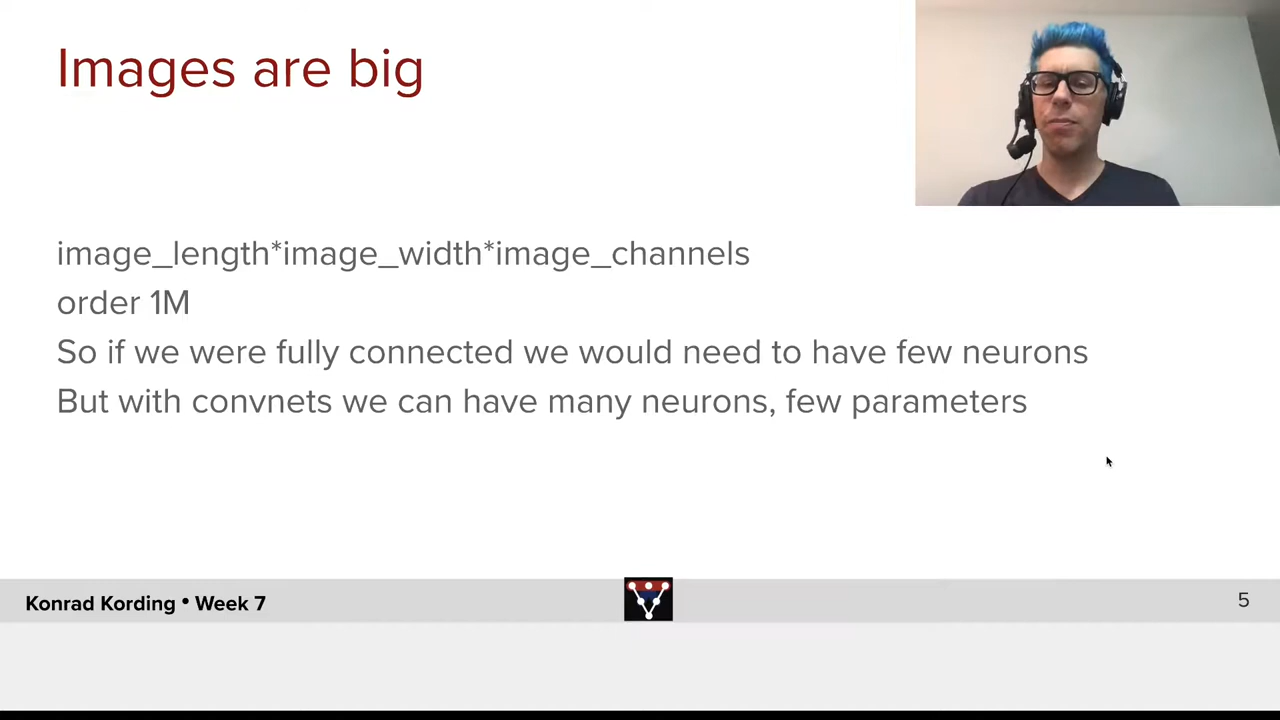 Images are big
image_length*image_width*image_channels
order 1M
So if we were fully connected we would need to have few neurons
But with convnets we can have many neurons, few parameters
Konrad Kording • Week 7
5